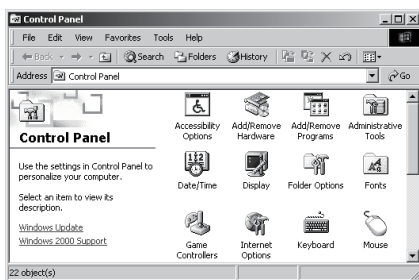 Control Panel
File Edit View Favorites Tools Help
Back Search Folders History
Address Control Panel Go
Control Panel
Use the settings in Control Panel to
personalize your computer.
Select an item to view its
description.
Windows Update
Windows 2000 Support
Accessibility Options
Add/Remove Hardware
Add/Remove Programs
Administrative Tools
Date/Time
Display
Folder Options
Fonts
Game Controllers
Internet Options
Keyboard
Mouse
22 object(s)